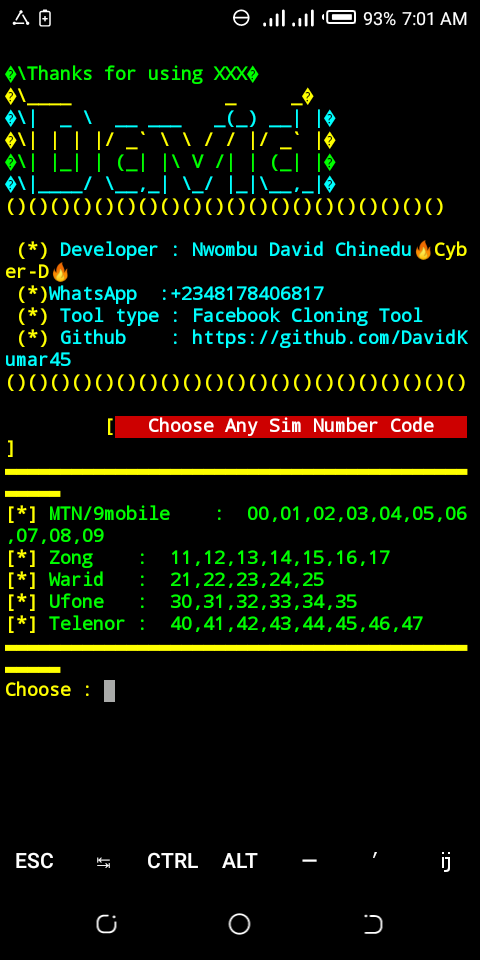 93% 7:01 AM
�\Thanks for using XXX�
�\____              _     _�
�\|  _ \  __ ___   _(_) __| |�
�\| | | |/ _` \ \ / / |/ _` |�
�\| |_| | (_| |\ V /| | (_| |�
�\|____/ \__,_| \_/ |_|\__,_|�
()()()()()()()()()()()()()()()()()()()()
(*) Developer : Nwombu David Chinedu🔥Cyb
er-D🔥
(*)WhatsApp  :+2348178406817
(*) Tool type : Facebook Cloning Tool
(*) Github    : https://github.com/DavidK
umar45
()()()()()()()()()()()()()()()()()()()()()
[   Choose Any Sim Number Code
]
[*] MTN/9mobile    :  00,01,02,03,04,05,06
,07,08,09
[*] Zong    :  11,12,13,14,15,16,17
[*] Warid   :  21,22,23,24,25
[*] Ufone   :  30,31,32,33,34,35
[*] Telenor :  40,41,42,43,44,45,46,47
Choose :
ESC ↹ CTRL ALT — ′ ij